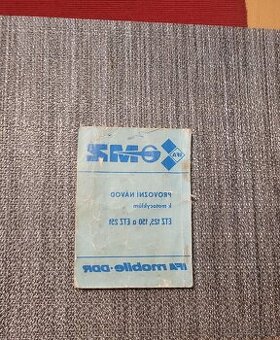 IFA
MZ
PROVOZNÍ NÁVOD
k motocyklům
ETZ 125, 150 a ETZ 251
IFA mobile-DDR